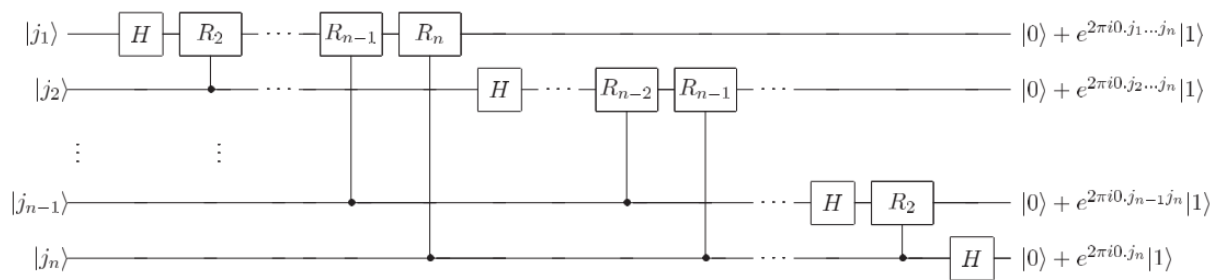 |j₁⟩ H R₂ ⋯ Rₙ₋₁ Rₙ |0⟩ + e^{2πi0.j₁...jₙ}|1⟩
|j₂⟩ ⋯ H ⋯ Rₙ₋₂ Rₙ₋₁ ⋯ |0⟩ + e^{2πi0.j₂...jₙ}|1⟩
⋮ ⋮
|jₙ₋₁⟩ ⋯ H R₂ |0⟩ + e^{2πi0.jₙ₋₁jₙ}|1⟩
|jₙ⟩ ⋯ H |0⟩ + e^{2πi0.jₙ}|1⟩